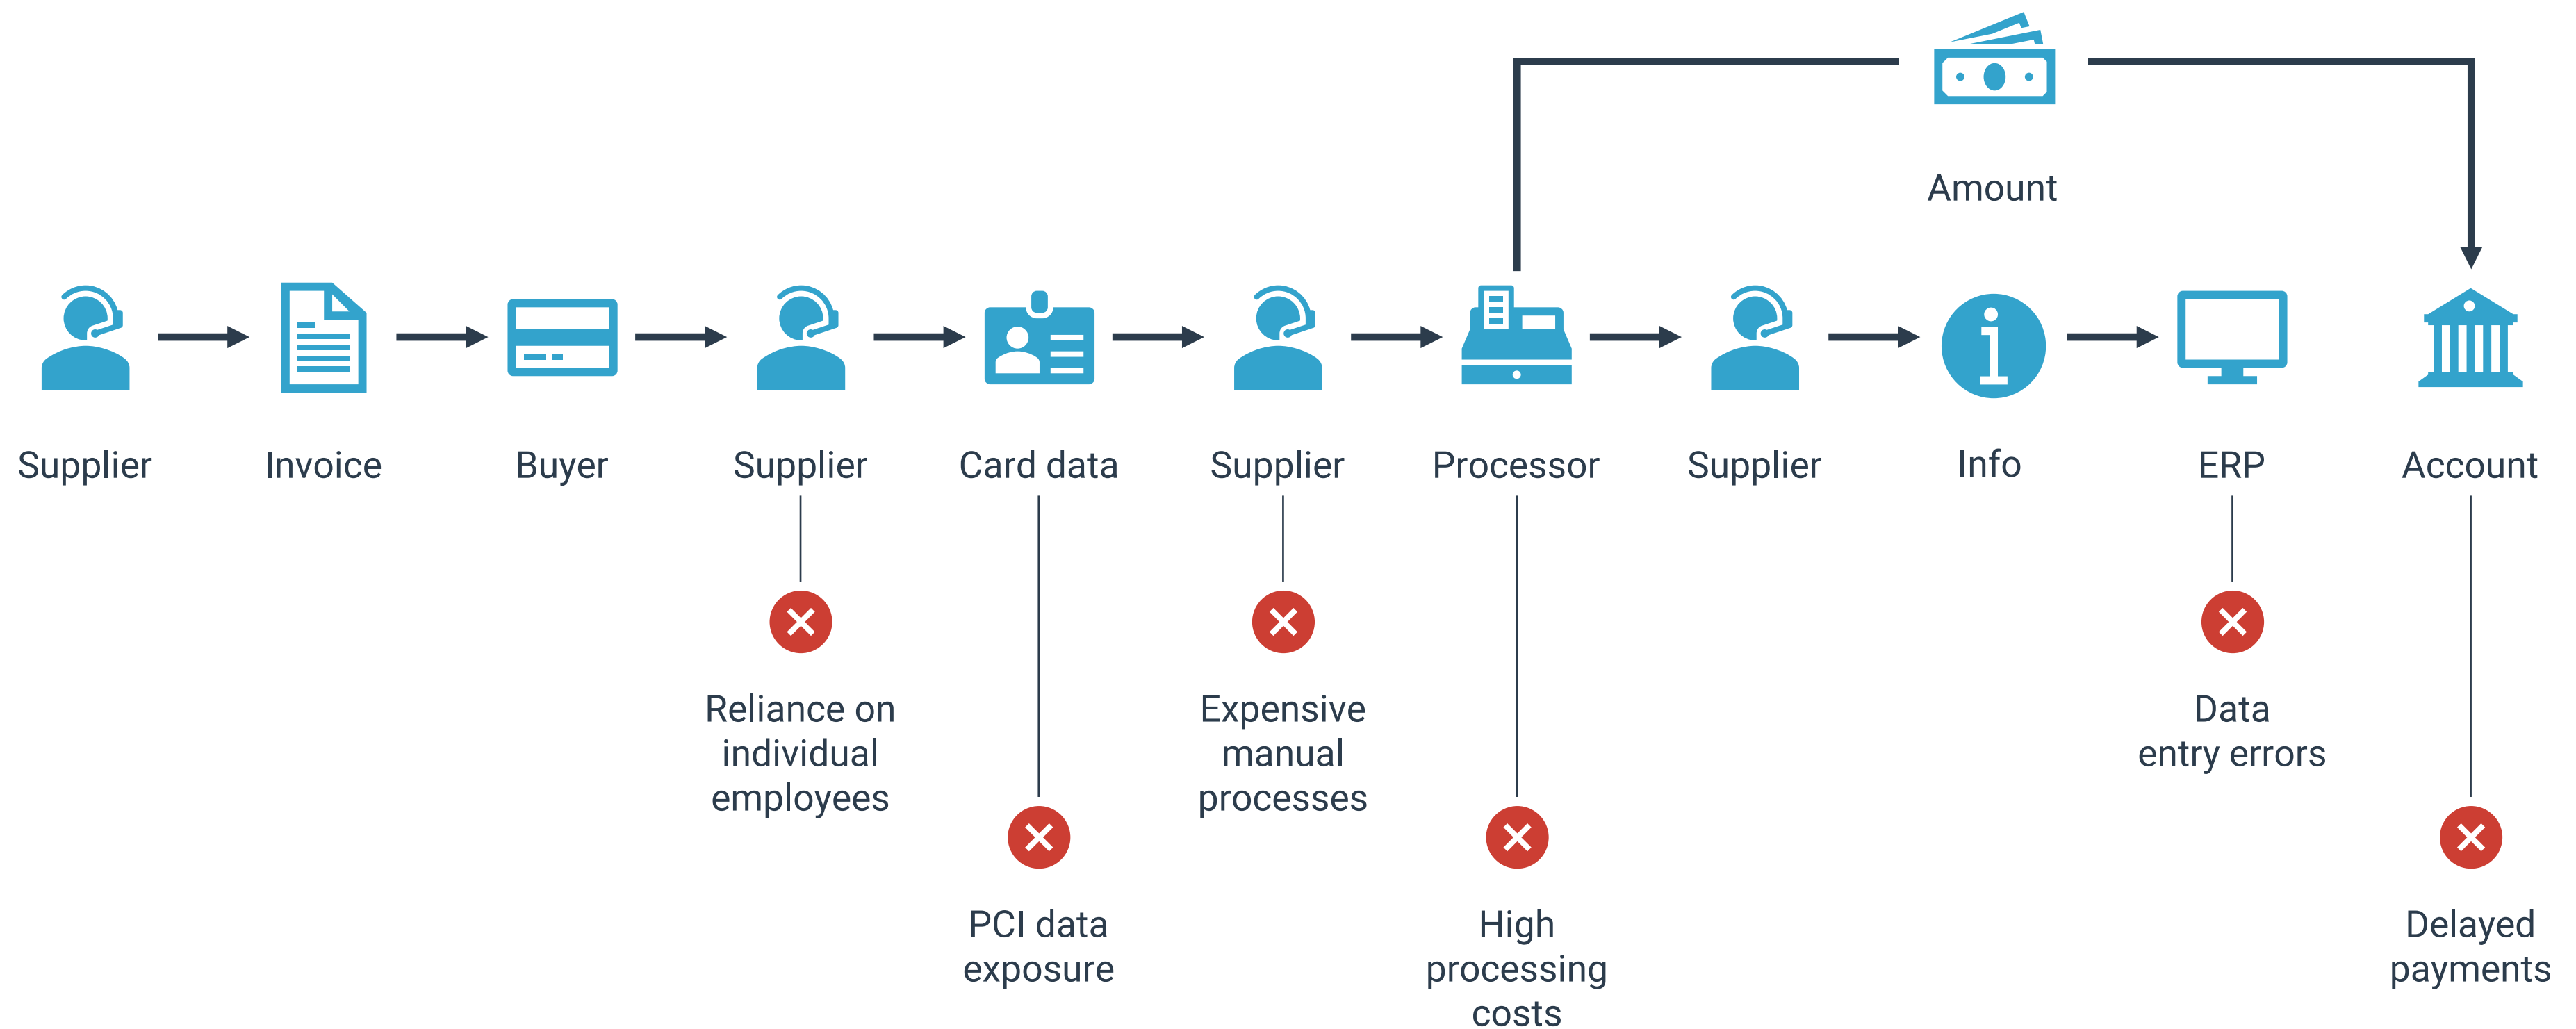 Amount
Supplier
Invoice
Buyer
Supplier
Card data
Supplier
Processor
Supplier
Info
ERP
Account
Reliance on
individual
employees
Expensive
manual
processes
Data
entry errors
PCI data
exposure
High
processing
costs
Delayed
payments